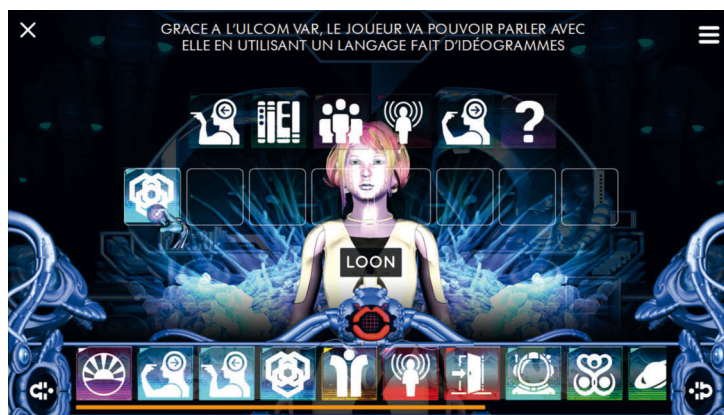 GRACE A L'ULCOM VAR, LE JOUEUR VA POUVOIR PARLER AVEC
ELLE EN UTILISANT UN LANGAGE FAIT D'IDÉOGRAMMES
?
LOON